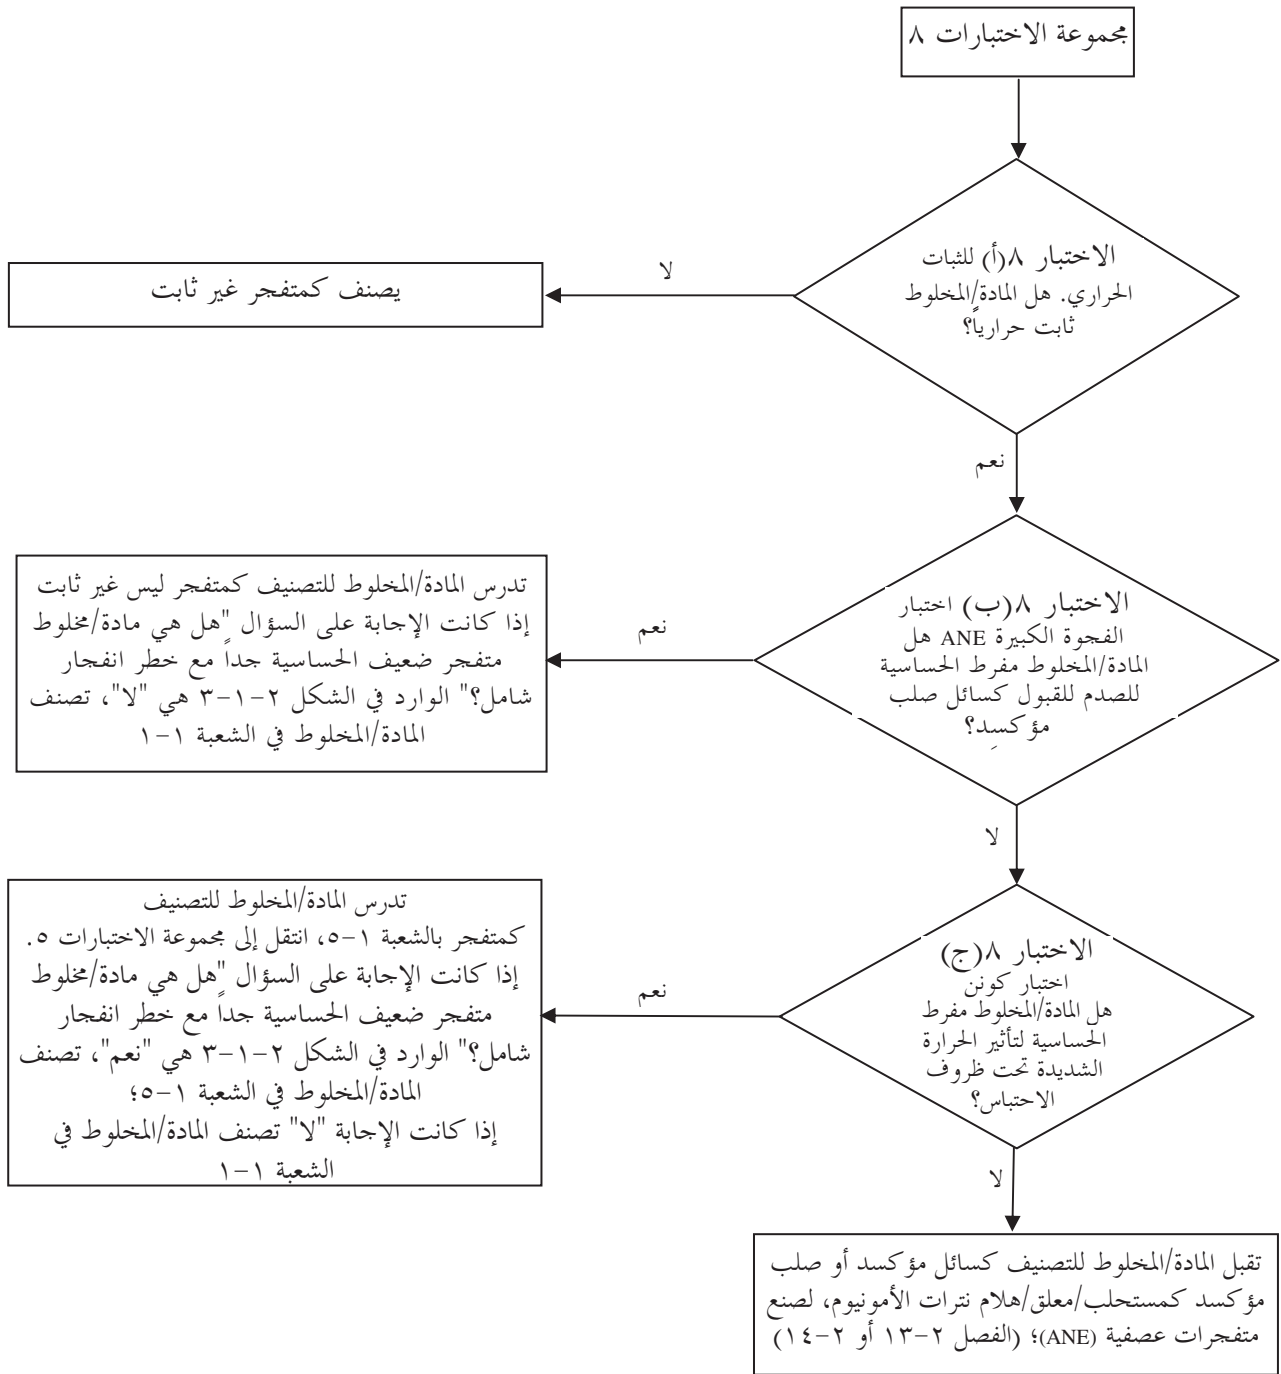 مجموعة الاختبارات ٨
الاختبار ٨(أ) للثبات
الحراري. هل المادة/المخلوط
ثابت حرارياً؟
لا
يصنف كمتفجر غير ثابت
نعم
الاختبار ٨(ب) اختبار
الفجوة الكبيرة ANE هل
المادة/المخلوط مفرط الحساسية
للصدم للقبول كسائل صلب
مؤكسِد؟
نعم
تدرس المادة/المخلوط للتصنيف كمتفجر ليس غير ثابت
إذا كانت الإجابة على السؤال "هل هي مادة/مخلوط
متفجر ضعيف الحساسية جداً مع خطر انفجار
شامل؟" الوارد في الشكل ٢-١-٣ هي "لا"، تصنف
المادة/المخلوط في الشعبة ١-١
لا
الاختبار ٨(ج)
اختبار كونن
هل المادة/المخلوط مفرط
الحساسية لتأثير الحرارة
الشديدة تحت ظروف
الاحتباس؟
نعم
تدرس المادة/المخلوط للتصنيف
كمتفجر بالشعبة ١-٥، انتقل إلى مجموعة الاختبارات ٥.
إذا كانت الإجابة على السؤال "هل هي مادة/مخلوط
متفجر ضعيف الحساسية جداً مع خطر انفجار
شامل؟" الوارد في الشكل ٢-١-٣ هي "نعم"، تصنف
المادة/المخلوط في الشعبة ١-٥؛
إذا كانت الإجابة "لا" تصنف المادة/المخلوط في
الشعبة ١-١
لا
تقبل المادة/المخلوط للتصنيف كسائل مؤكسد أو صلب
مؤكسد كمستحلب/معلق/هلام نترات الأمونيوم، لصنع
متفجرات عصفية (ANE)؛ (الفصل ٢-١٣ أو ٢-١٤)